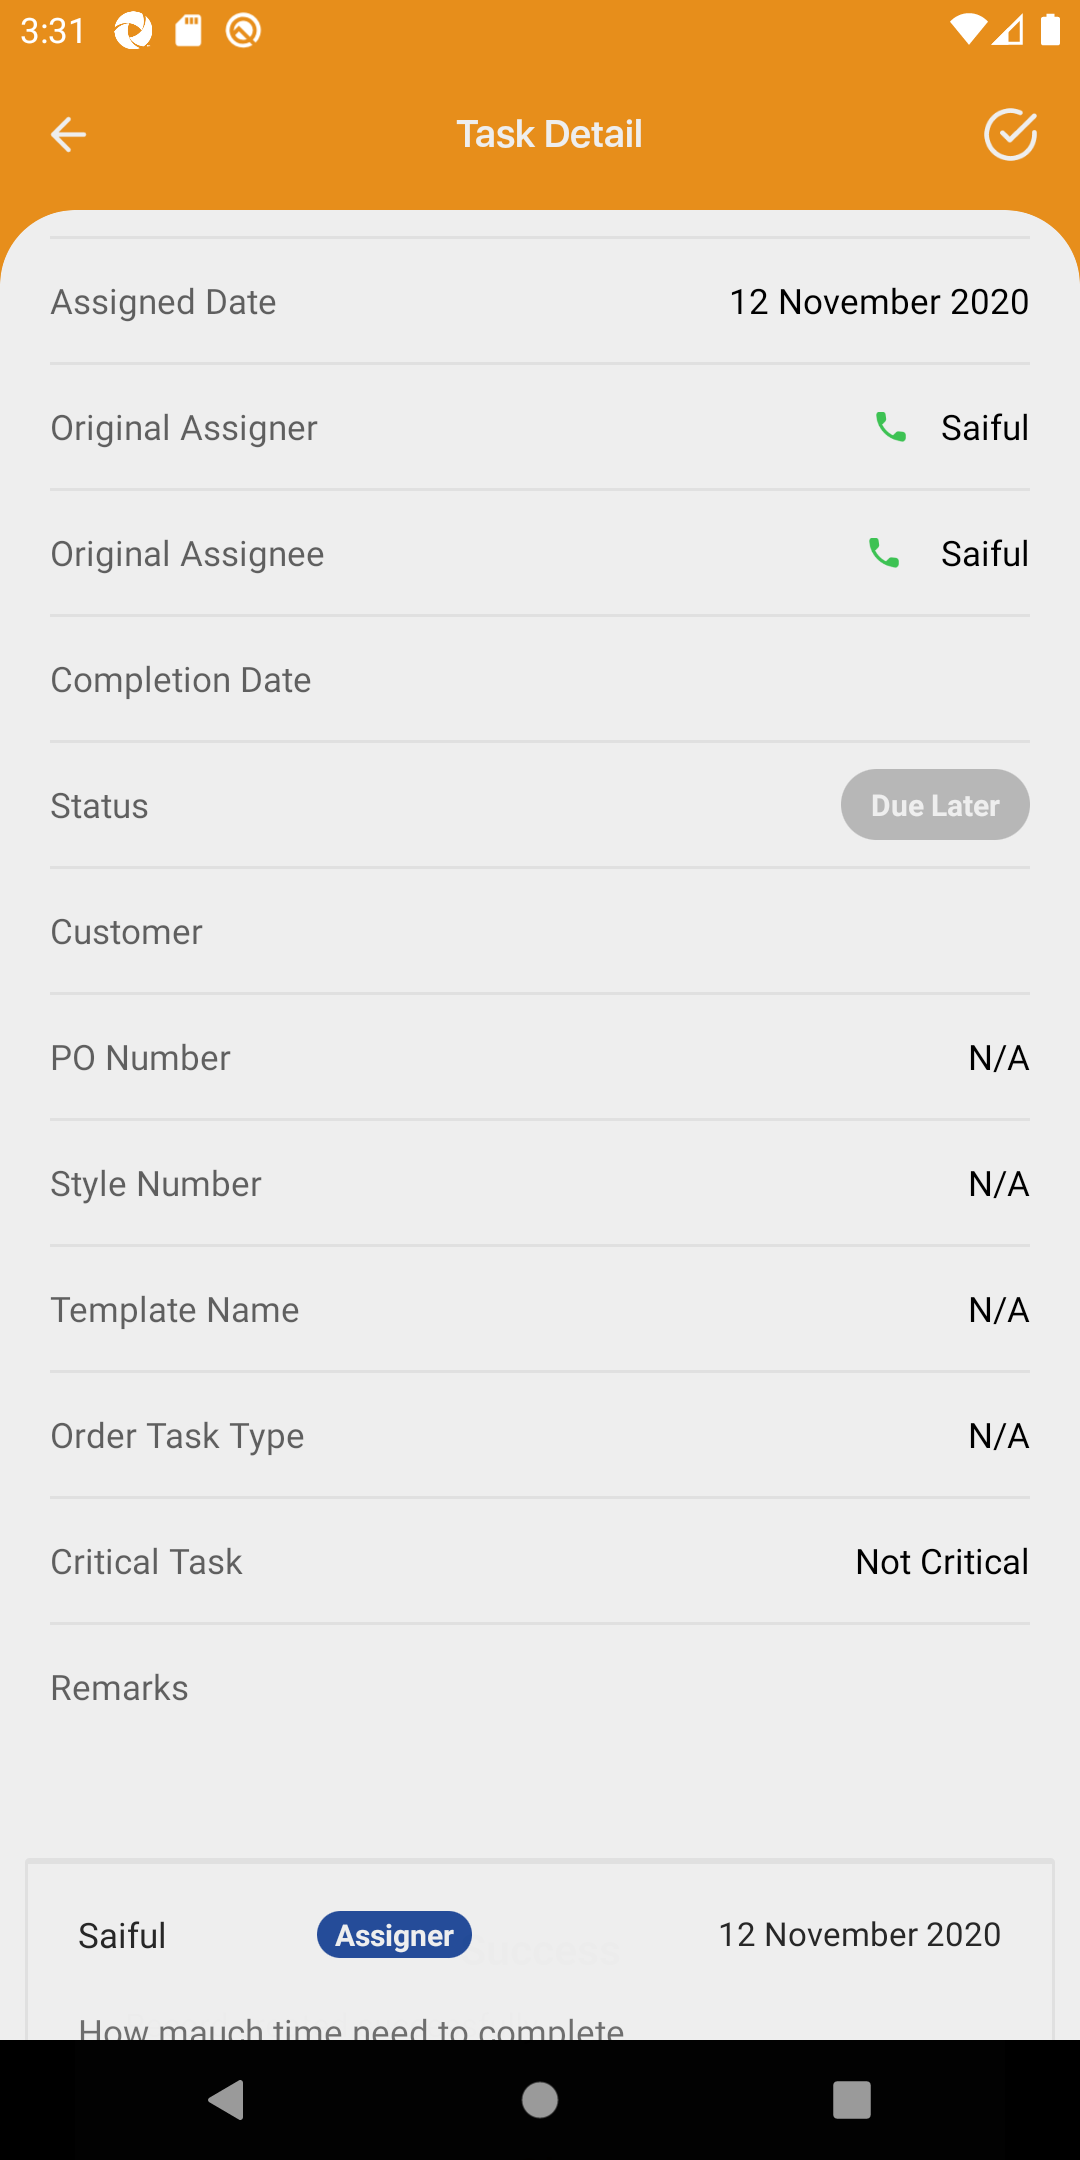 3:31
Task Detail
Assigned Date 12 November 2020
Original Assigner Saiful
Original Assignee Saiful
Completion Date
Status Due Later
Customer
PO Number N/A
Style Number N/A
Template Name N/A
Order Task Type N/A
Critical Task Not Critical
Remarks
Saiful Assigner 12 November 2020
Success
How mauch time need to complete